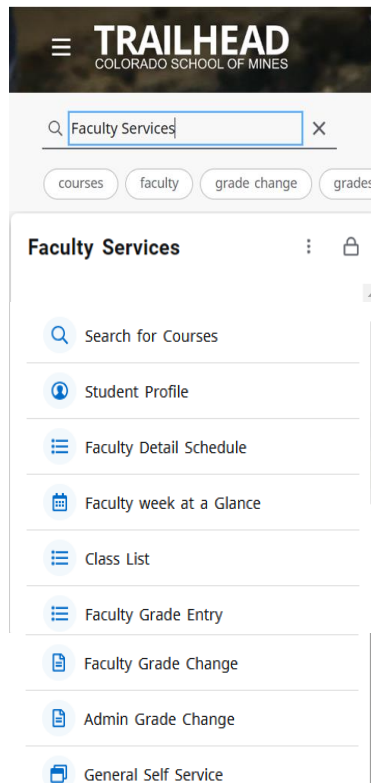 TRAILHEAD
COLORADO SCHOOL OF MINES
Faculty Services
courses faculty grade change grades
Faculty Services
Search for Courses
Student Profile
Faculty Detail Schedule
Faculty week at a Glance
Class List
Faculty Grade Entry
Faculty Grade Change
Admin Grade Change
General Self Service